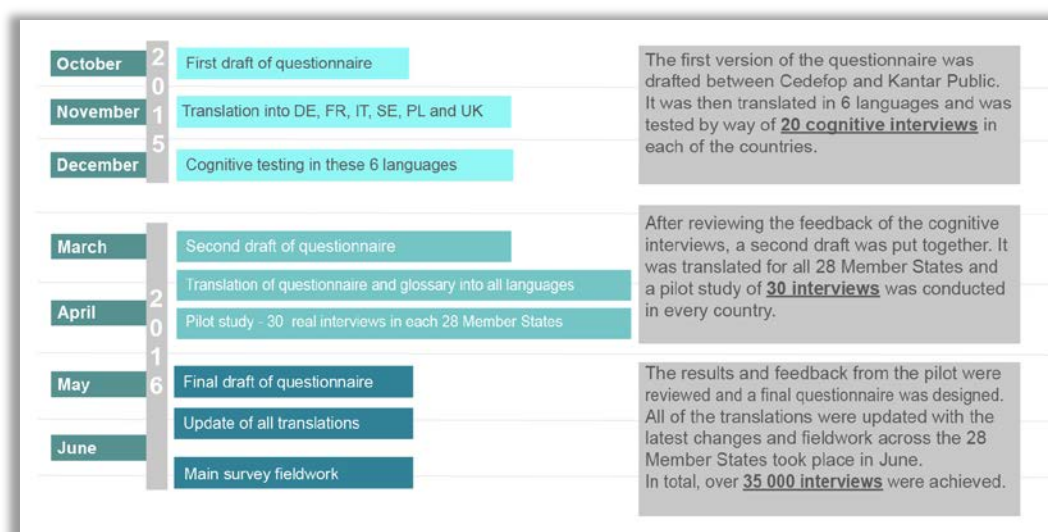 October
First draft of questionnaire
November
Translation into DE, FR, IT, SE, PL and UK
December
Cognitive testing in these 6 languages
2015
The first version of the questionnaire was
drafted between Cedefop and Kantar Public.
It was then translated in 6 languages and was
tested by way of 20 cognitive interviews in
each of the countries.
March
Second draft of questionnaire
Translation of questionnaire and glossary into all languages
April
Pilot study - 30 real interviews in each 28 Member States
2016
After reviewing the feedback of the cognitive
interviews, a second draft was put together. It
was translated for all 28 Member States and
a pilot study of 30 interviews was conducted
in every country.
May
Final draft of questionnaire
Update of all translations
June
Main survey fieldwork
The results and feedback from the pilot were
reviewed and a final questionnaire was designed.
All of the translations were updated with the
latest changes and fieldwork across the 28
Member States took place in June.
In total, over 35 000 interviews were achieved.